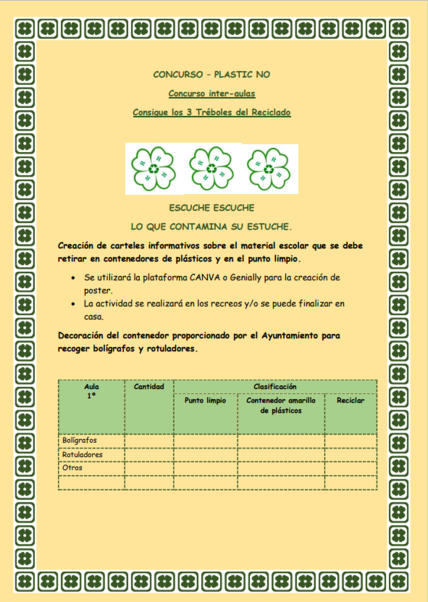 CONCURSO – PLASTIC NO
Concurso inter-aulas
Consigue los 3 Tréboles del Reciclado
ESCUCHE ESCUCHE
LO QUE CONTAMINA SU ESTUCHE.
Creación de carteles informativos sobre el material escolar que se debe
retirar en contenedores de plásticos y en el punto limpio.
• Se utilizará la plataforma CANVA o Genially para la creación de
poster.
• La actividad se realizará en los recreos y/o se puede finalizar en
casa.
Decoración del contenedor proporcionado por el Ayuntamiento para
recoger bolígrafos y rotuladores.
Aula
1º
Cantidad
Clasificación
Punto limpio
Contenedor amarillo
de plásticos
Reciclar
Bolígrafos
Rotuladores
Otros